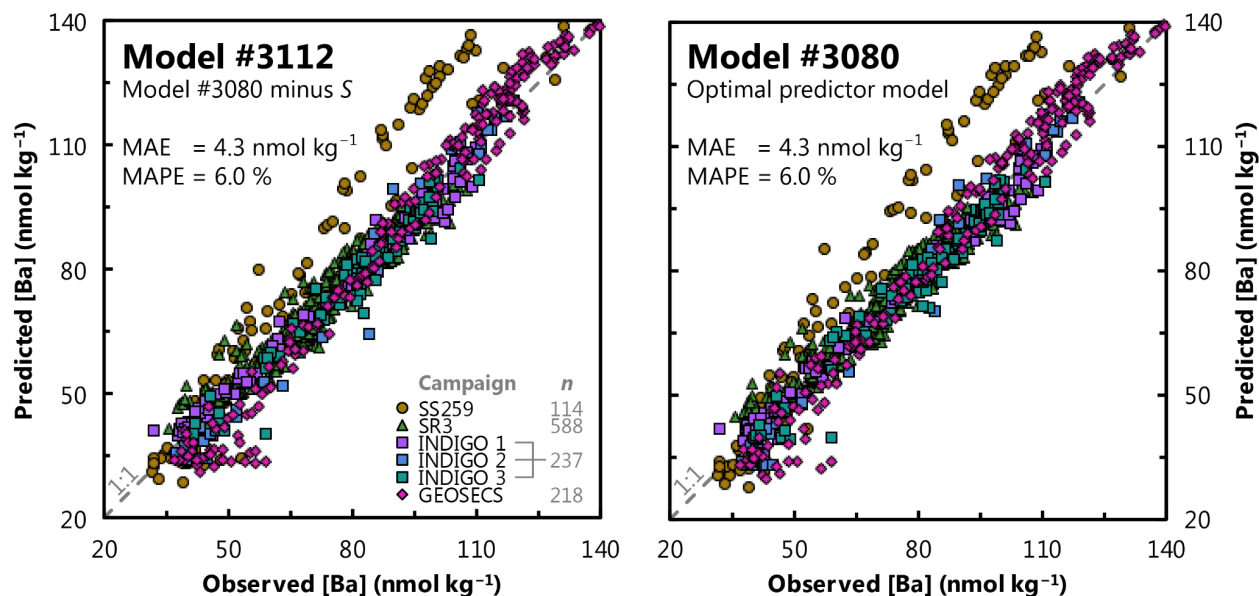 Model #3112
Model #3080 minus S
MAE = 4.3 nmol kg⁻¹
MAPE = 6.0 %
Campaign n
SS259 114
SR3 588
INDIGO 1
INDIGO 2 237
INDIGO 3
GEOSECS 218
1:1
140
110
80
50
20
20 50 80 110 140
Predicted [Ba] (nmol kg⁻¹)
Observed [Ba] (nmol kg⁻¹)
Model #3080
Optimal predictor model
MAE = 4.3 nmol kg⁻¹
MAPE = 6.0 %
1:1
140
110
80
50
20
20 50 80 110 140
Predicted [Ba] (nmol kg⁻¹)
Observed [Ba] (nmol kg⁻¹)